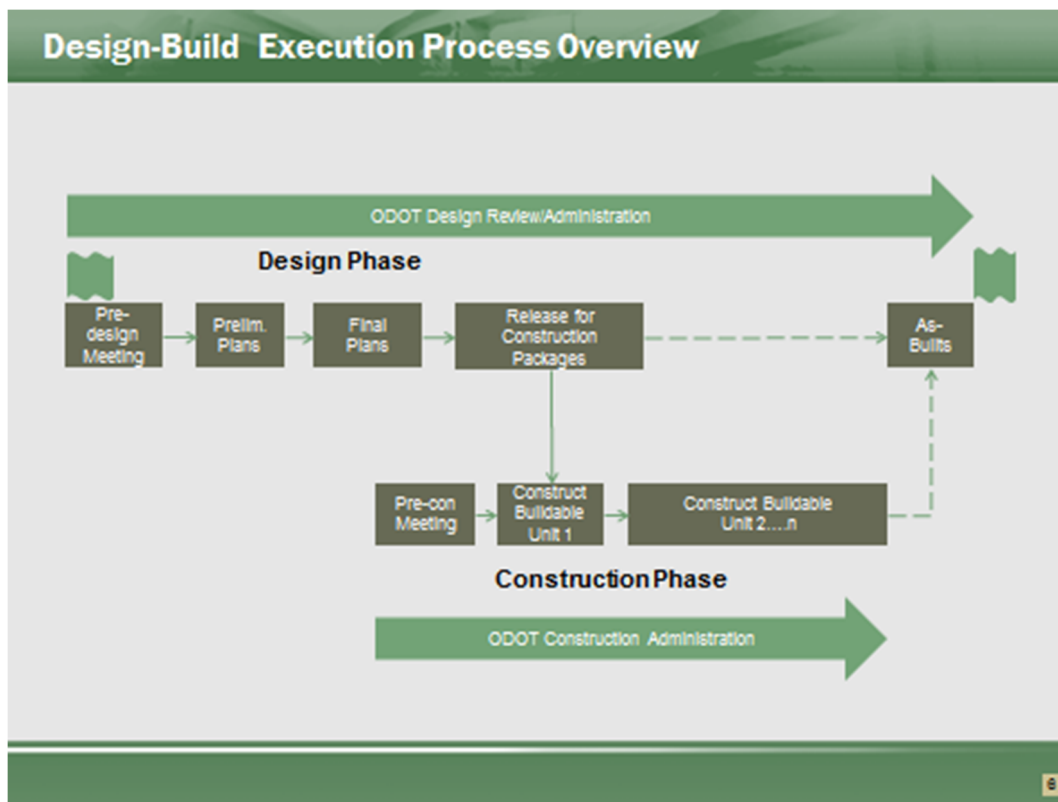 Design-Build Execution Process Overview
ODOT Design Review/Administration
Design Phase
Pre-
design
Meeting
Prelim.
Plans
Final
Plans
Release for
Construction
Packages
As-
Builts
Pre-con
Meeting
Construct
Buildable
Unit 1
Construct Buildable
Unit 2....n
Construction Phase
ODOT Construction Administration